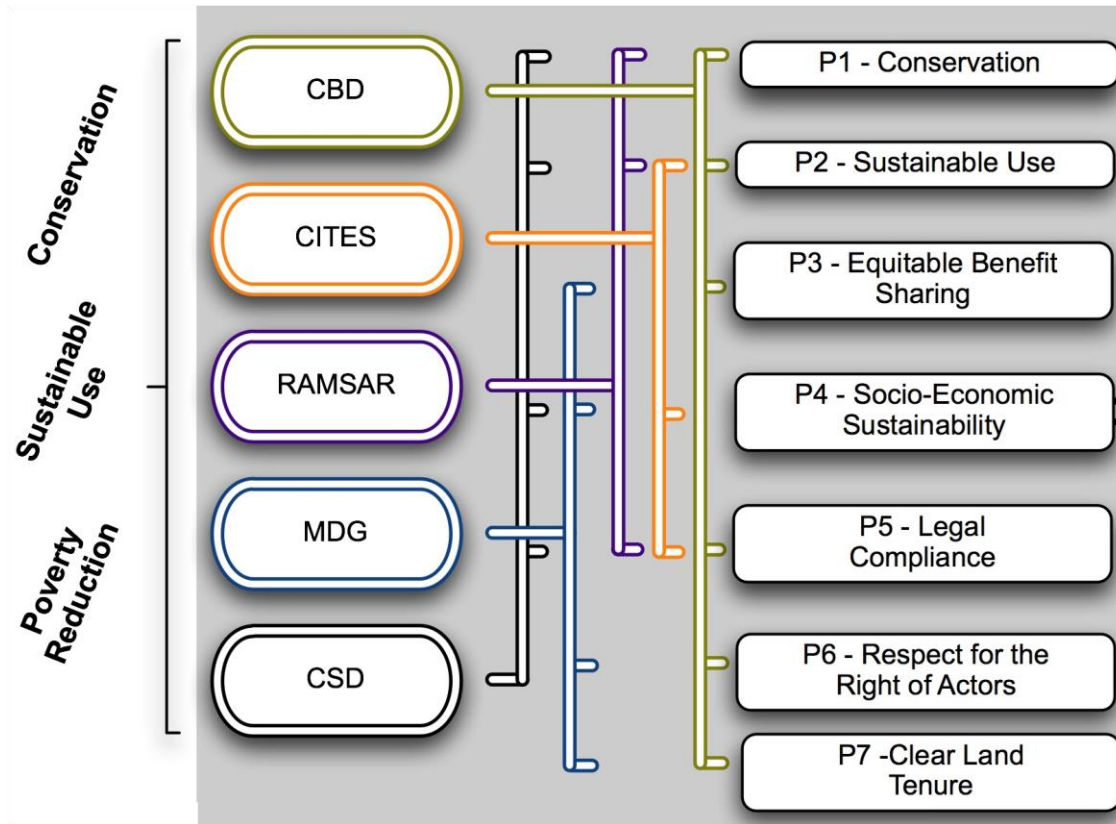 Conservation
Sustainable
Use
Poverty
Reduction
CBD
CITES
RAMSAR
MDG
CSD
P1 - Conservation
P2 - Sustainable Use
P3 - Equitable Benefit
Sharing
P4 - Socio-Economic
Sustainability
P5 - Legal
Compliance
P6 - Respect for the
Right of Actors
P7 -Clear Land
Tenure